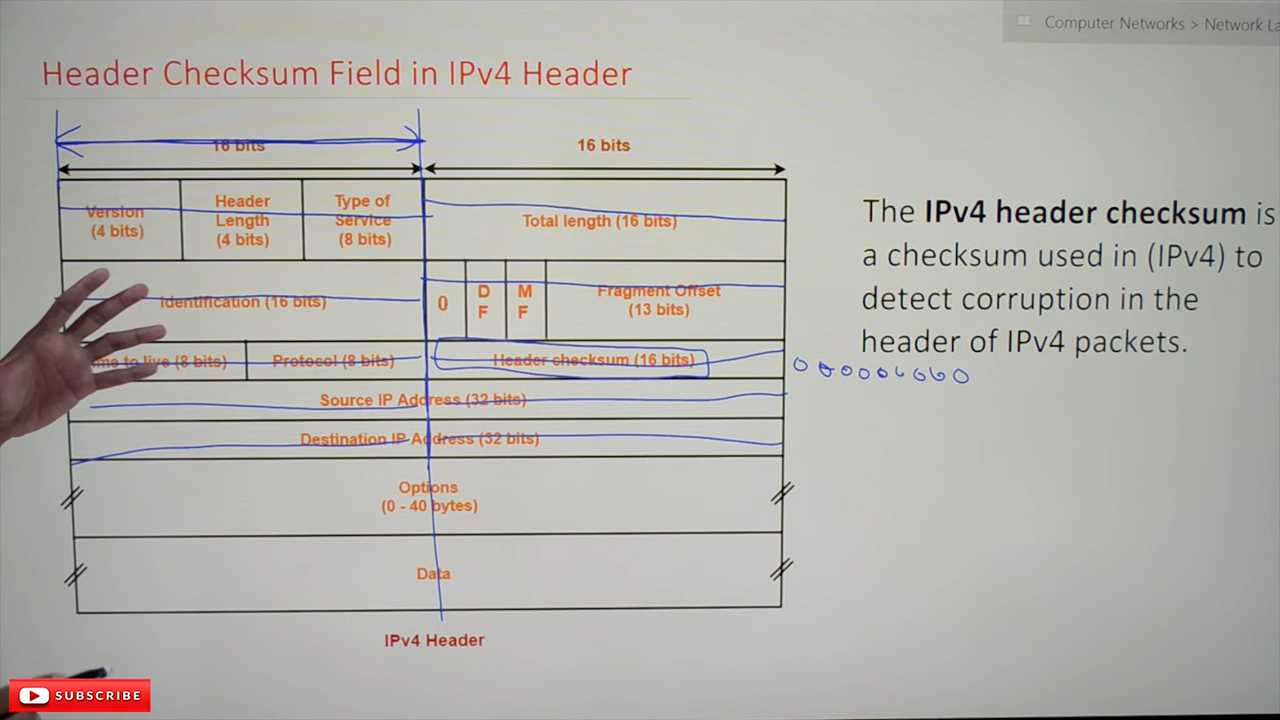 Computer Networks > Network La
Header Checksum Field in IPv4 Header
16 bits
16 bits
Version
(4 bits)
Header
Length
(4 bits)
Type of
Service
(8 bits)
Total length (16 bits)
Identification (16 bits)
0
D
F
M
F
Fragment Offset
(13 bits)
me to live (8 bits)
Protocol (8 bits)
Header checksum (16 bits)
00000000
Source IP Address (32 bits)
Destination IP Address (32 bits)
Options
(0 - 40 bytes)
Data
IPv4 Header
The IPv4 header checksum is
a checksum used in (IPv4) to
detect corruption in the
header of IPv4 packets.
SUBSCRIBE